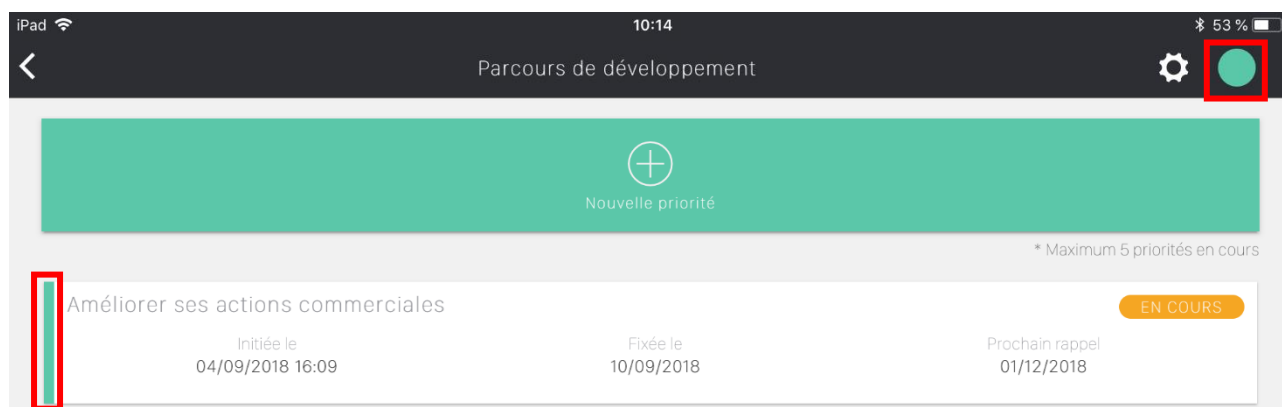 iPad 10:14 53 %
Parcours de développement
Nouvelle priorité
* Maximum 5 priorités en cours
Améliorer ses actions commerciales EN COURS
Initiée le Fixée le Prochain rappel
04/09/2018 16:09 10/09/2018 01/12/2018